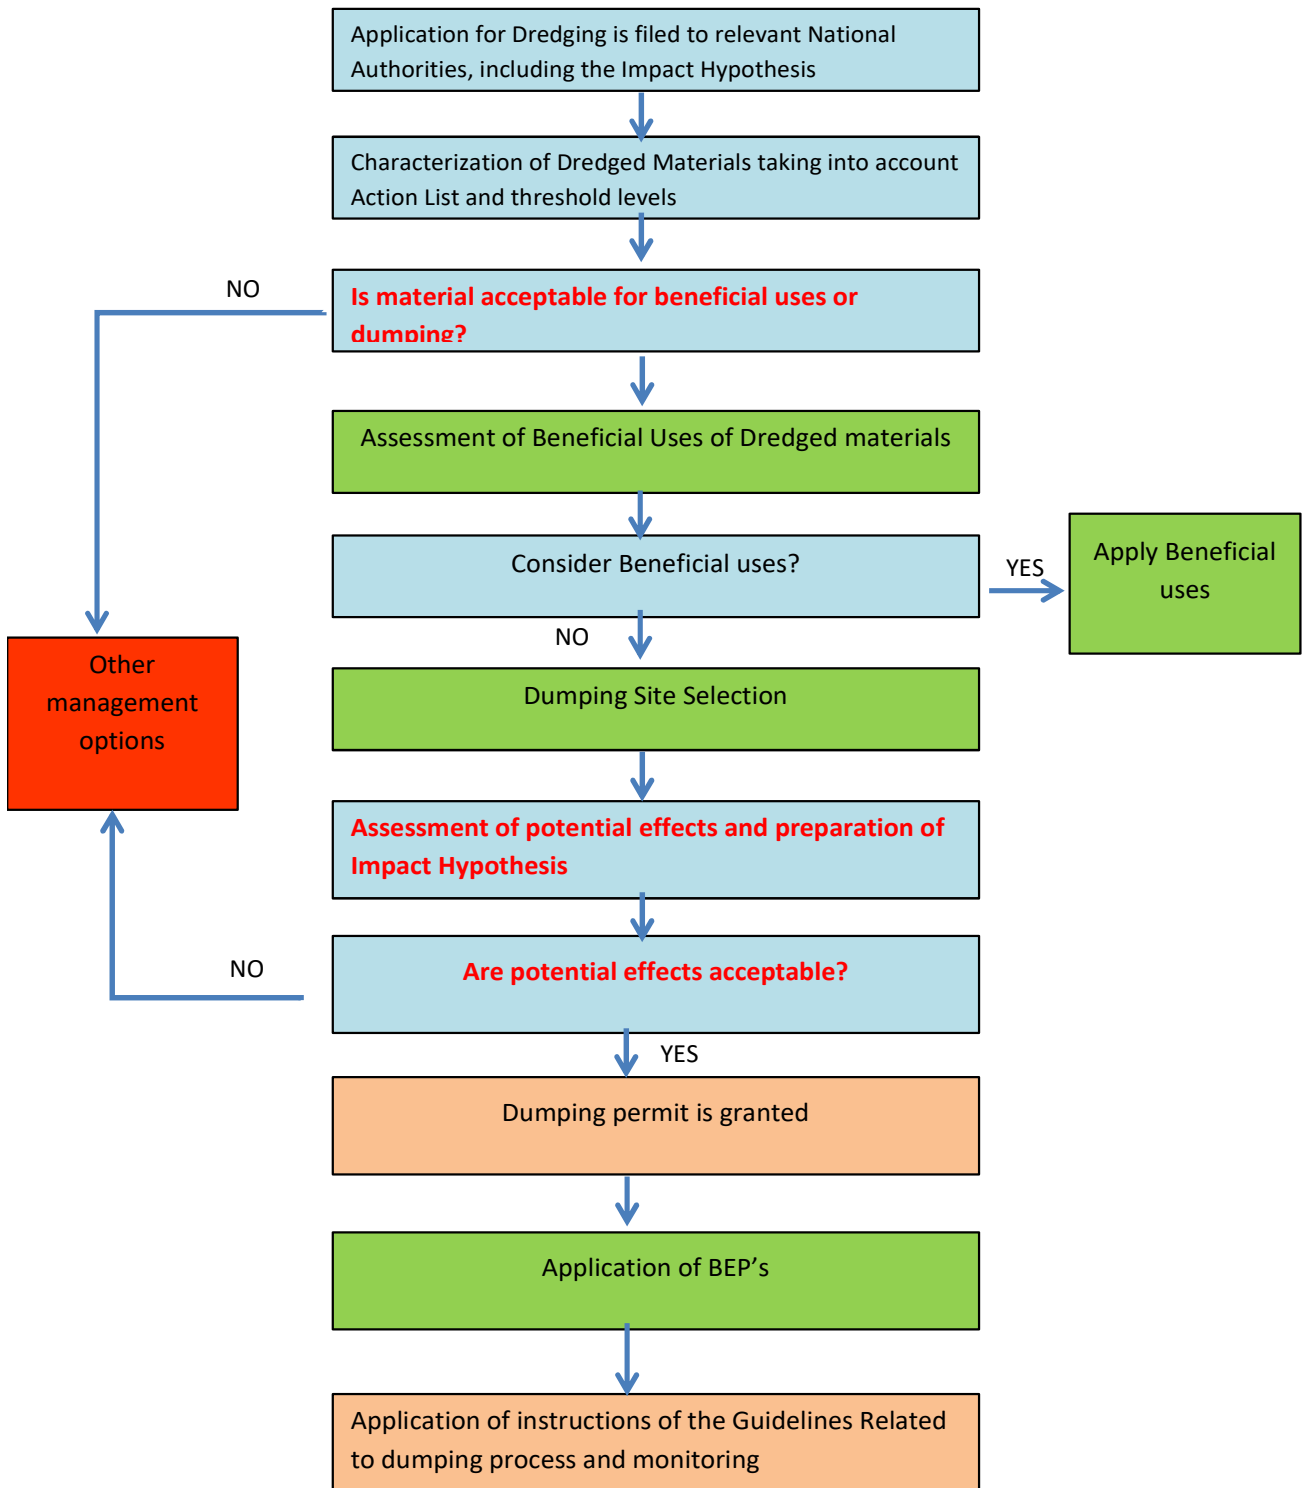 Application for Dredging is filed to relevant National
Authorities, including the Impact Hypothesis
Characterization of Dredged Materials taking into account
Action List and threshold levels
NO
Is material acceptable for beneficial uses or
dumping?
Assessment of Beneficial Uses of Dredged materials
Consider Beneficial uses?
YES
Apply Beneficial
uses
NO
Other
management
options
Dumping Site Selection
Assessment of potential effects and preparation of
Impact Hypothesis
NO
Are potential effects acceptable?
YES
Dumping permit is granted
Application of BEP’s
Application of instructions of the Guidelines Related
to dumping process and monitoring